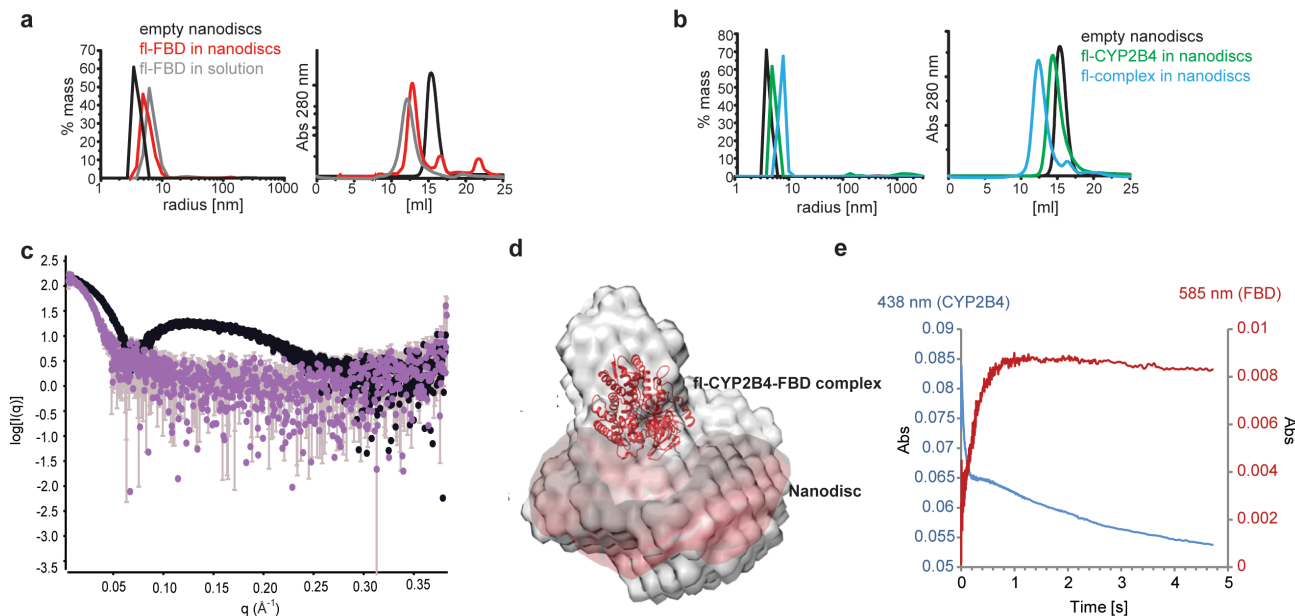 a
empty nanodiscs
fl-FBD in nanodiscs
fl-FBD in solution
70
60
50
40
30
20
10
0
% mass
1 10 100 1000
radius [nm]
Abs 280 nm
0 5 10 15 20 25
[ml]
b
empty nanodiscs
fl-CYP2B4 in nanodiscs
fl-complex in nanodiscs
80
70
60
50
40
30
20
10
0
% mass
1 10 100 1000
radius [nm]
Abs 280 nm
0 5 10 15 20 25
[ml]
c
log[I(q)]
2.5
2.0
1.5
1.0
0.5
0.0
-0.5
-1.0
-1.5
-2.0
-2.5
-3.0
-3.5
0.05 0.10 0.15 0.20 0.25 0.30 0.35
q (Å⁻¹)
d
fl-CYP2B4-FBD complex
Nanodisc
e
438 nm (CYP2B4)
585 nm (FBD)
0.09
0.085
0.08
0.075
0.07
0.065
0.06
0.055
0.05
Abs
0.01
0.008
0.006
0.004
0.002
0
Abs
0 1 2 3 4 5
Time [s]